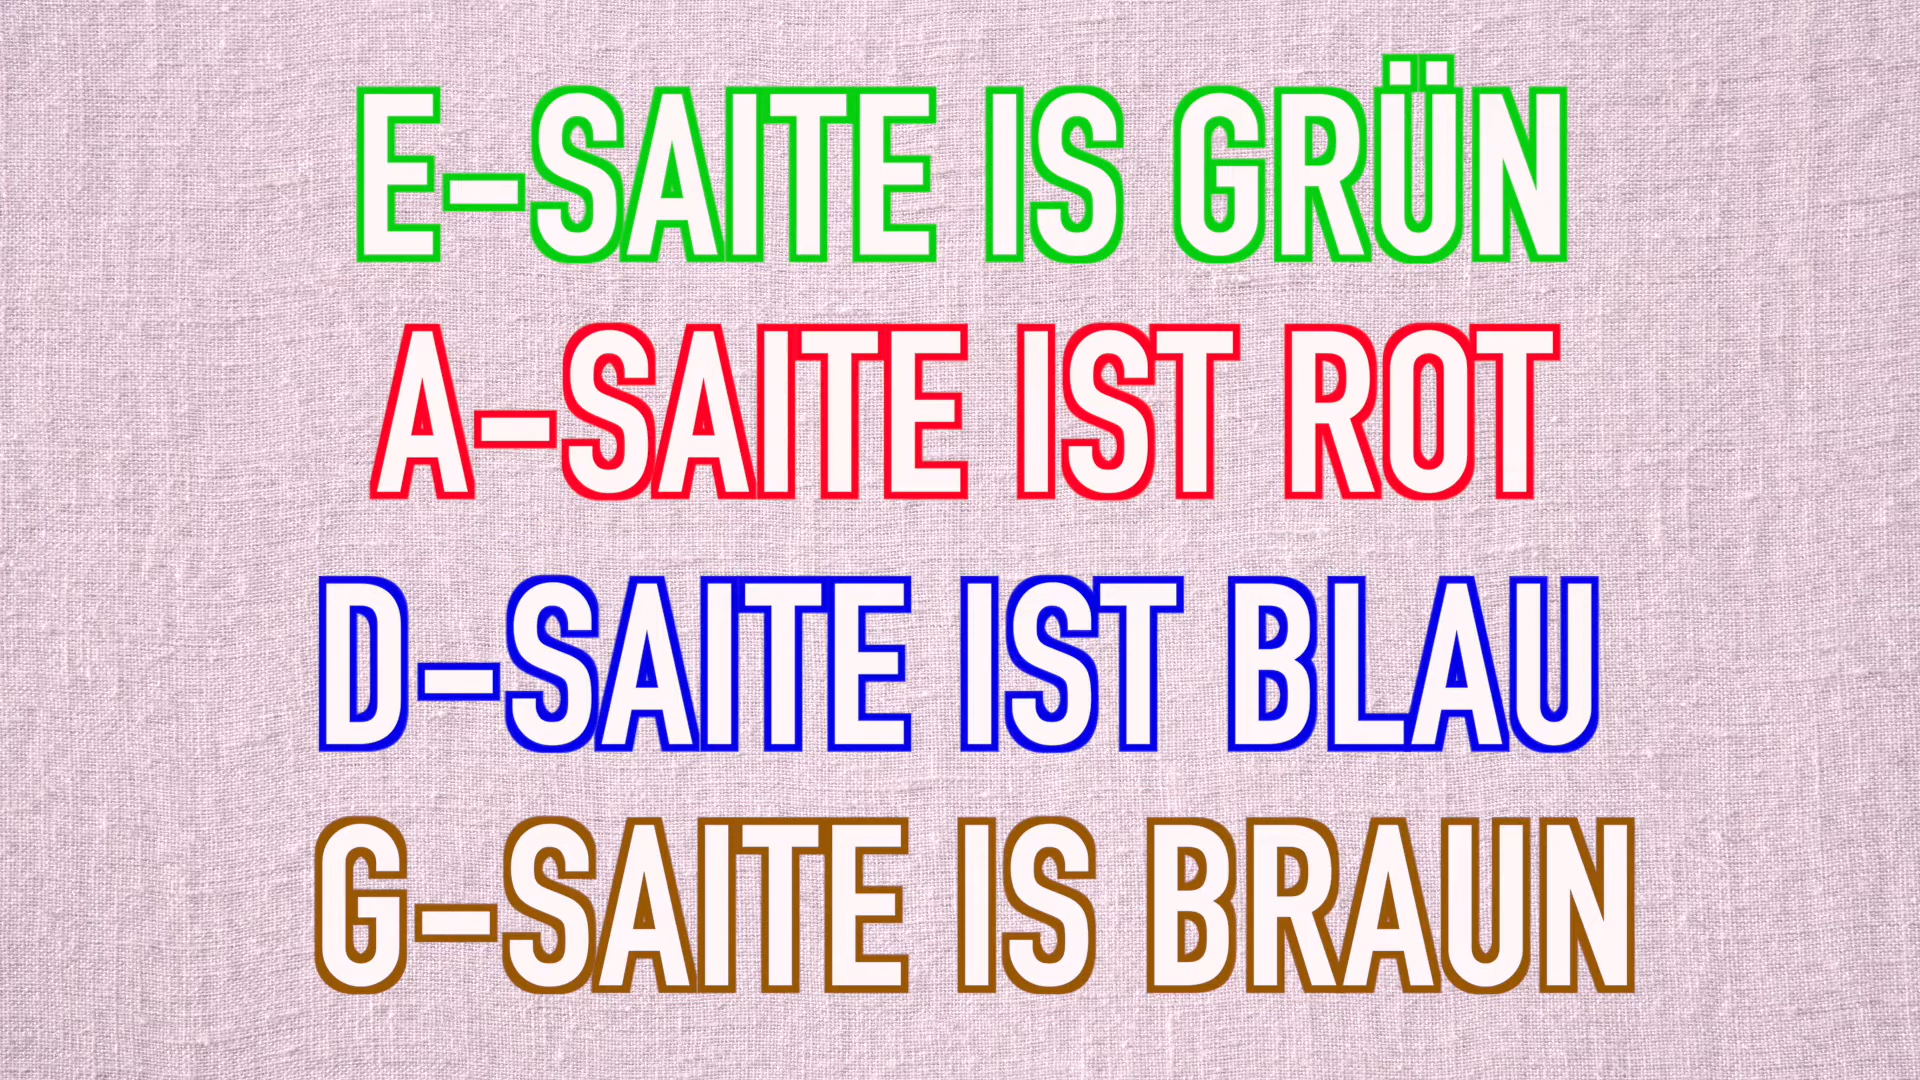 E-SAITE IS GRÜN
A-SAITE IST ROT
D-SAITE IST BLAU
G-SAITE IS BRAUN